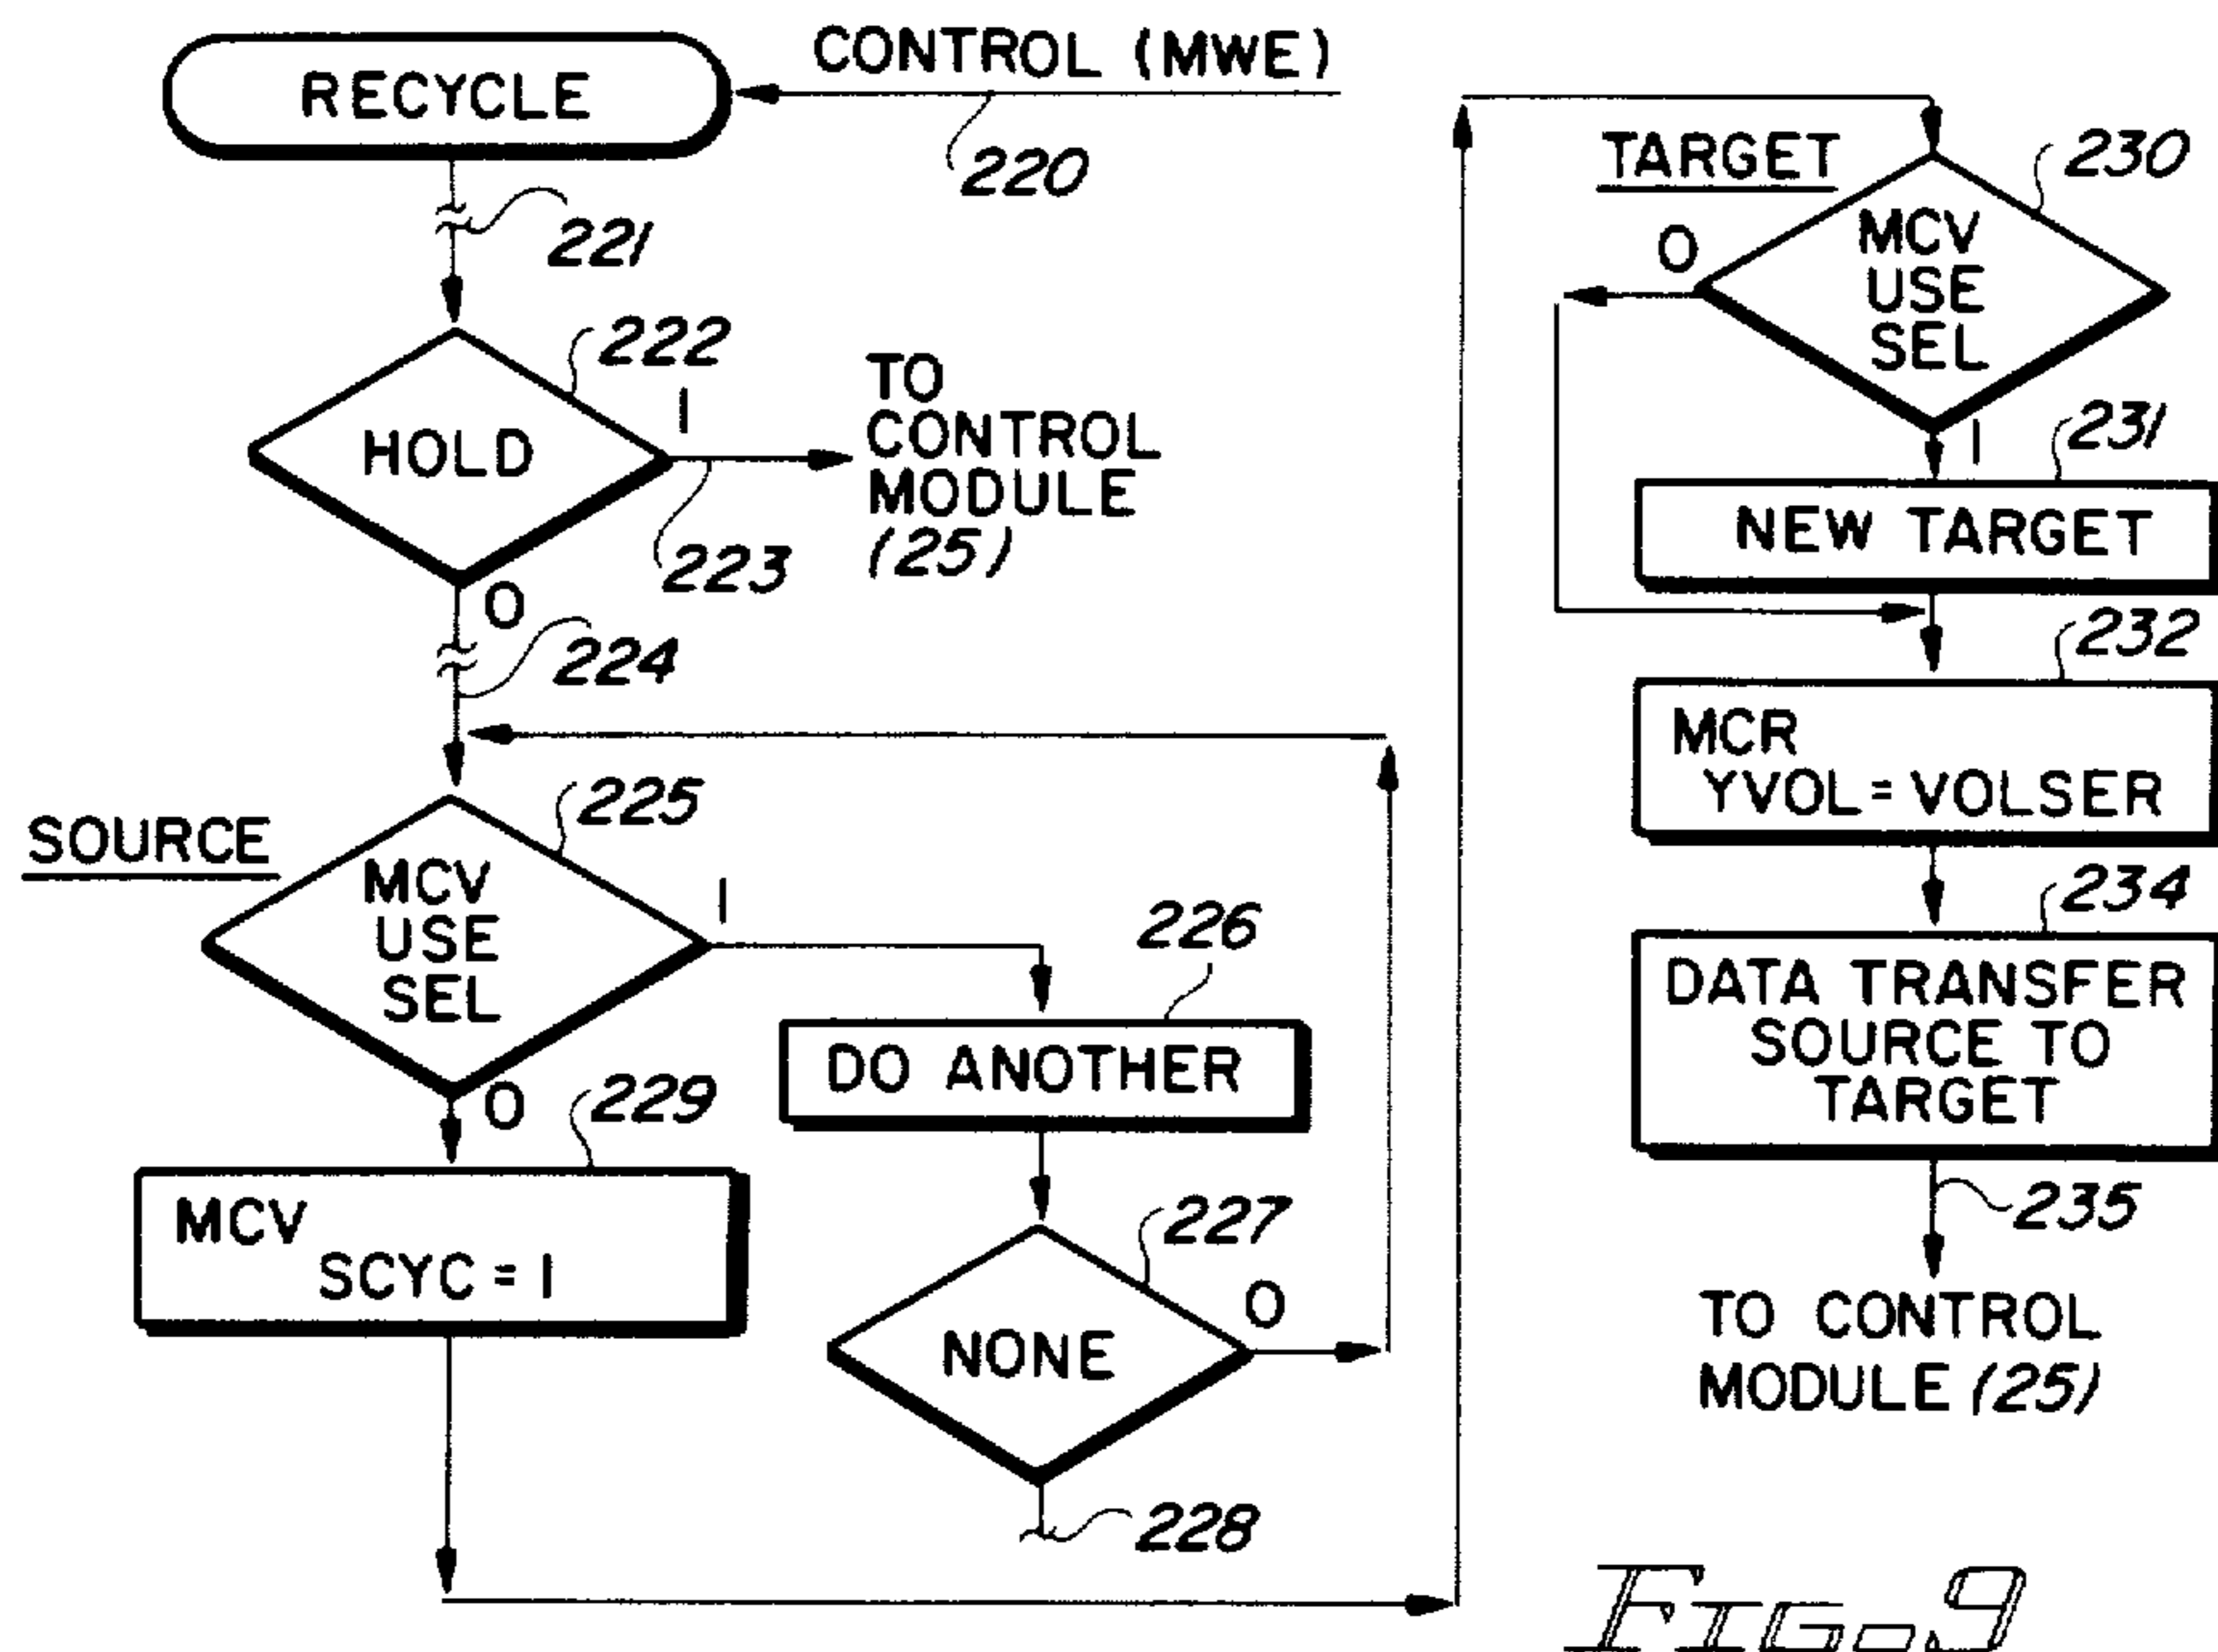 CONTROL (MWE)
RECYCLE
220
221
222
HOLD
1
TO
CONTROL
MODULE
(25)
223
0
224
SOURCE
225
MCV
USE
SEL
1
226
DO ANOTHER
0
229
MCV
SCYC = 1
227
NONE
0
228
TARGET
230
MCV
USE
SEL
0
1
231
NEW TARGET
232
MCR
YVOL = VOLSER
234
DATA TRANSFER
SOURCE TO
TARGET
235
TO CONTROL
MODULE (25)
FIG. 9